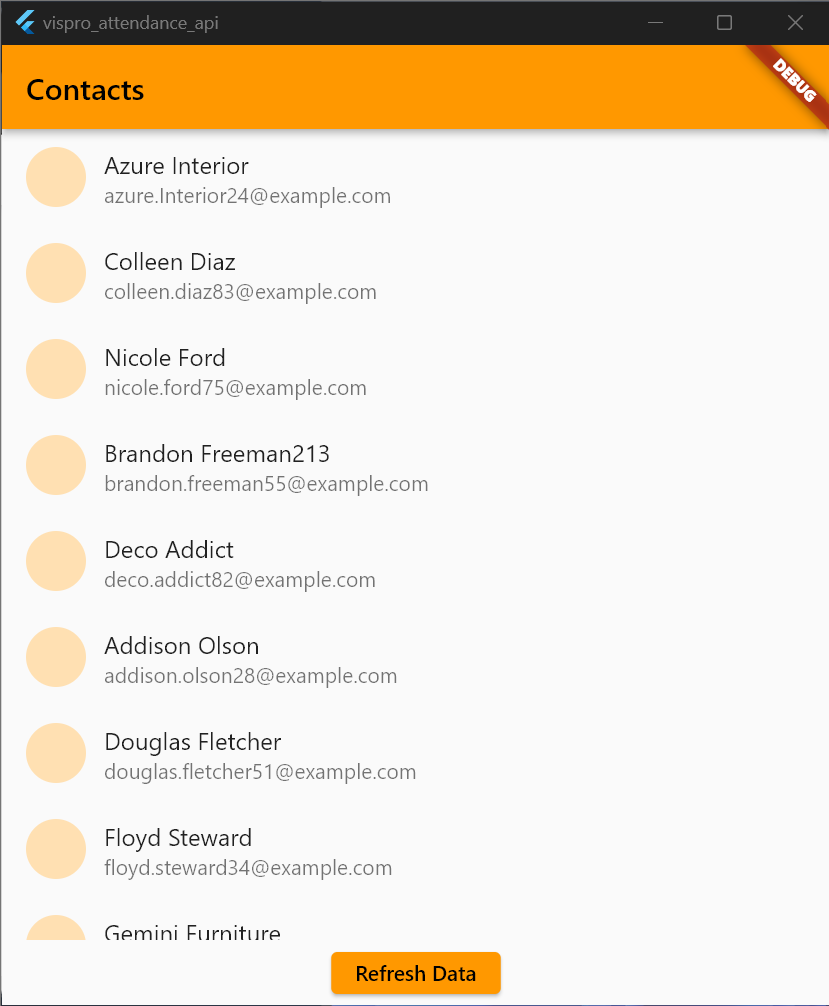 vispro_attendance_api
Contacts
DEBUG
Azure Interior
azure.Interior24@example.com
Colleen Diaz
colleen.diaz83@example.com
Nicole Ford
nicole.ford75@example.com
Brandon Freeman213
brandon.freeman55@example.com
Deco Addict
deco.addict82@example.com
Addison Olson
addison.olson28@example.com
Douglas Fletcher
douglas.fletcher51@example.com
Floyd Steward
floyd.steward34@example.com
Gemini Furniture
Refresh Data